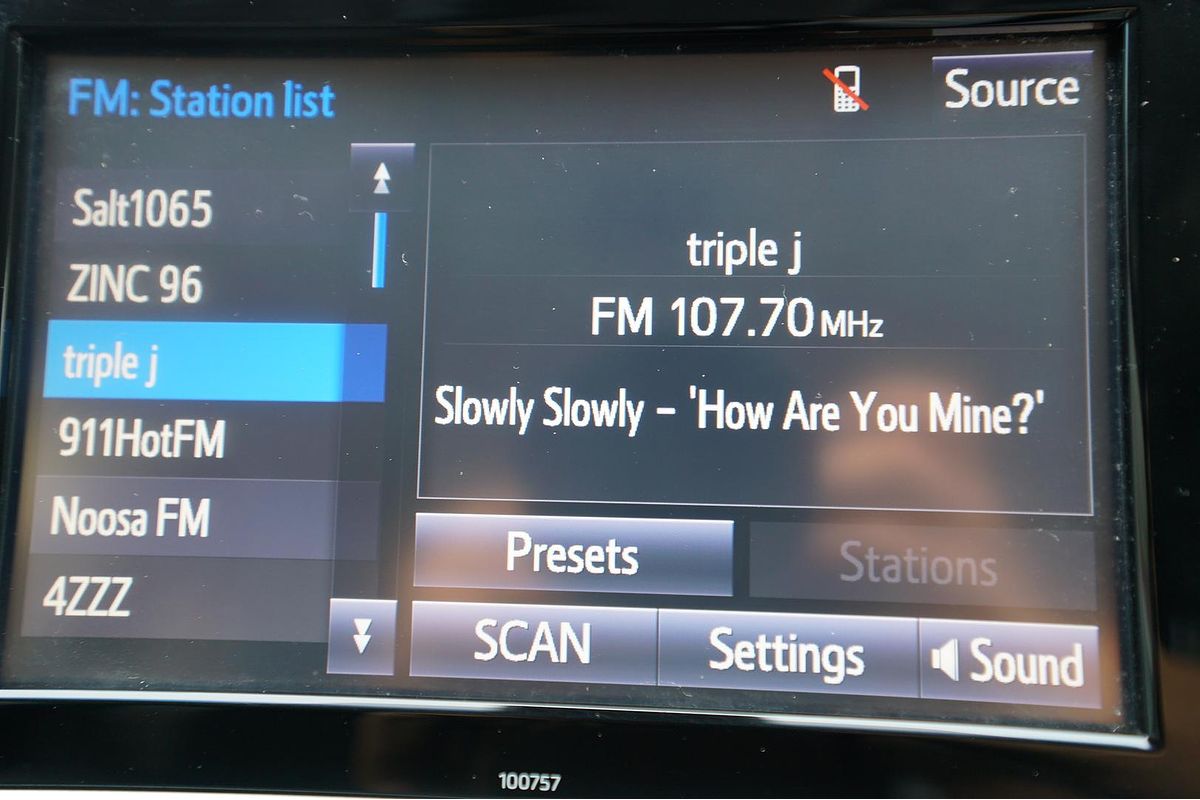 FM: Station list
Source
Salt1065
ZINC 96
triple j
911HotFM
Noosa FM
4ZZZ
triple j
FM 107.70 MHz
Slowly Slowly - 'How Are You Mine?'
Presets
Stations
SCAN
Settings
Sound
100757